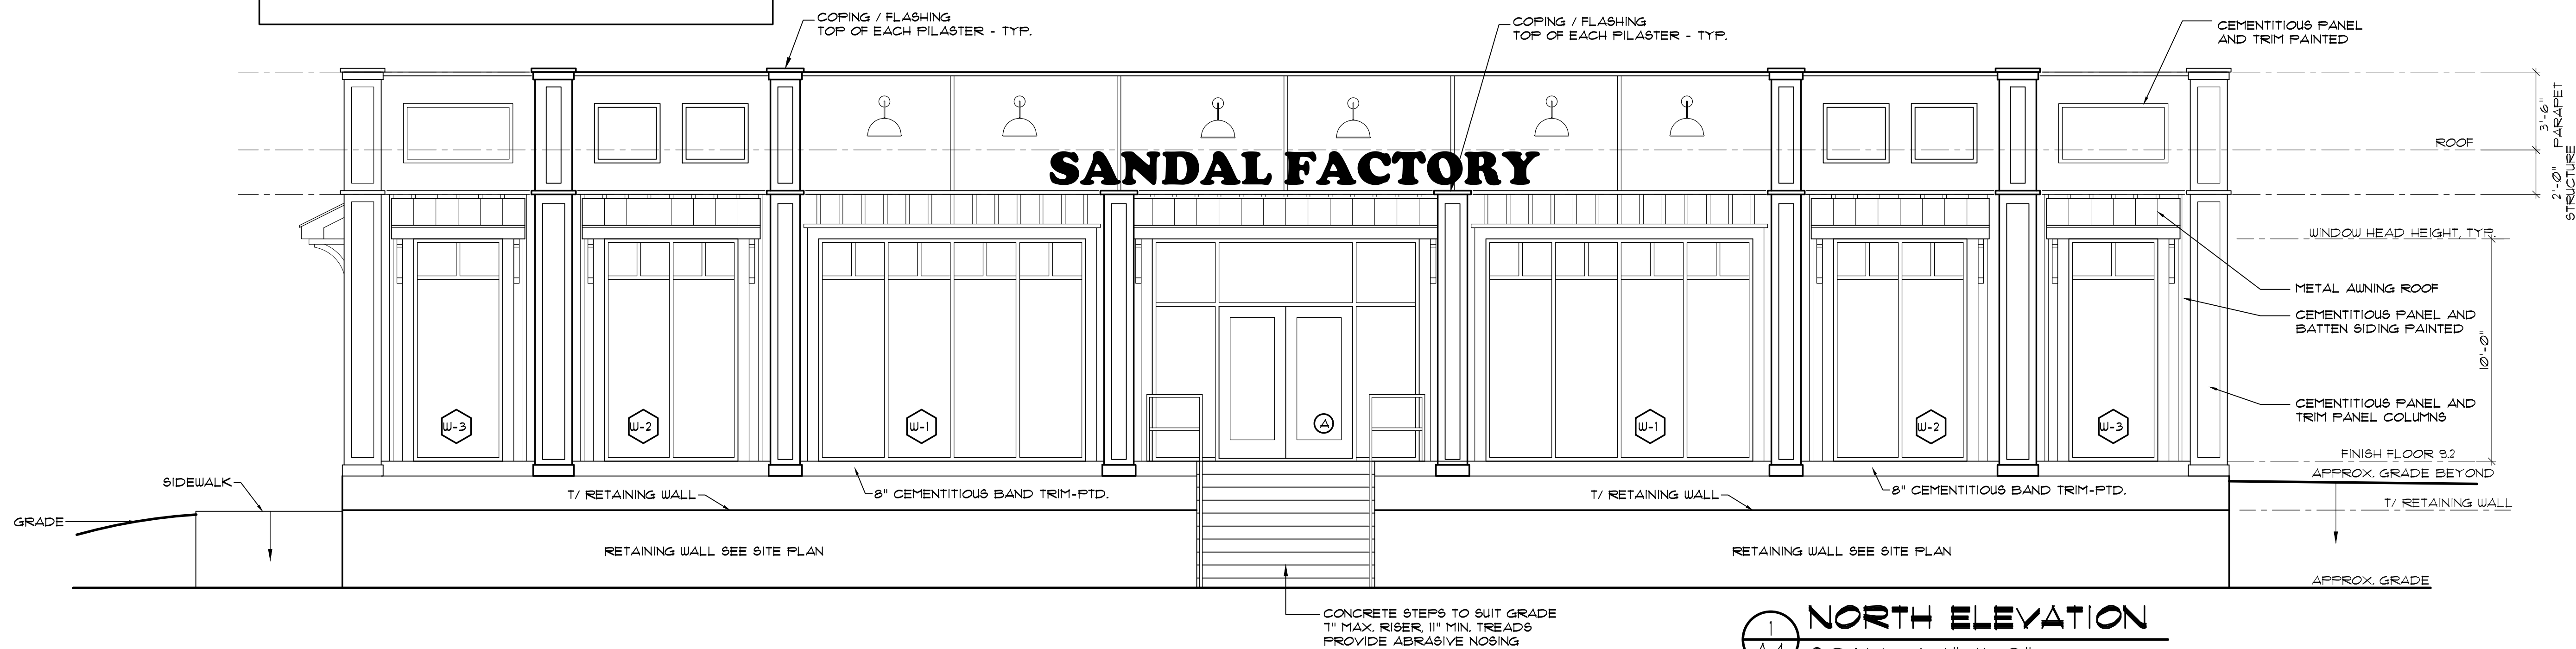 COPING / FLASHING
TOP OF EACH PILASTER - TYP.
COPING / FLASHING
TOP OF EACH PILASTER - TYP.
CEMENTITIOUS PANEL
AND TRIM PAINTED
3'-6"
PARAPET
ROOF
2'-0"
STRUCTURE
SANDAL FACTORY
WINDOW HEAD HEIGHT, TYP.
METAL AWNING ROOF
CEMENTITIOUS PANEL AND
BATTEN SIDING PAINTED
10'-0"
CEMENTITIOUS PANEL AND
TRIM PANEL COLUMNS
W-3
W-2
W-1
A
W-1
W-2
W-3
FINISH FLOOR 9.2
APPROX. GRADE BEYOND
SIDEWALK
T/ RETAINING WALL
8" CEMENTITIOUS BAND TRIM-PTD.
T/ RETAINING WALL
8" CEMENTITIOUS BAND TRIM-PTD.
T/ RETAINING WALL
GRADE
RETAINING WALL SEE SITE PLAN
RETAINING WALL SEE SITE PLAN
APPROX. GRADE
CONCRETE STEPS TO SUIT GRADE
7" MAX. RISER, 11" MIN. TREADS
PROVIDE ABRASIVE NOSING
1
NORTH ELEVATION